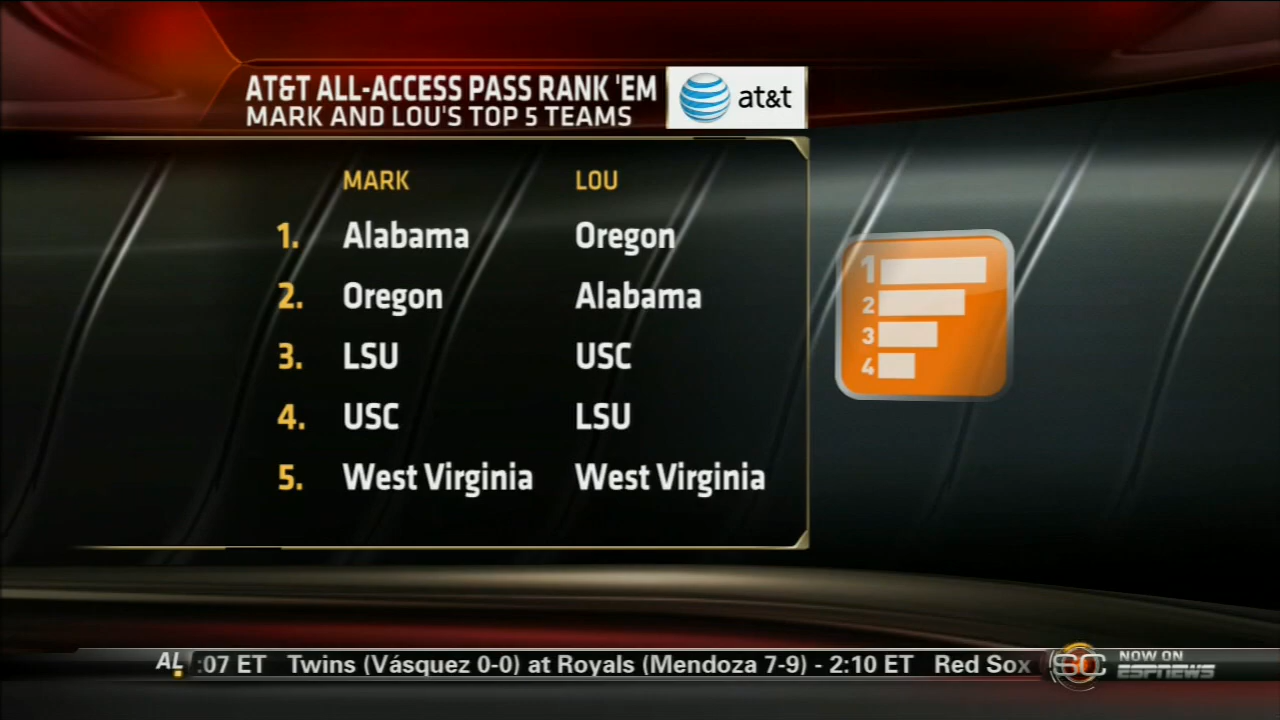 AT&T ALL-ACCESS PASS RANK 'EM
MARK AND LOU'S TOP 5 TEAMS
at&t
MARK LOU
1. Alabama Oregon
2. Oregon Alabama
3. LSU USC
4. USC LSU
5. West Virginia West Virginia
1
2
3
4
AL :07 ET Twins (Vásquez 0-0) at Royals (Mendoza 7-9) - 2:10 ET Red Sox
SC NOW ON
ESPNEWS